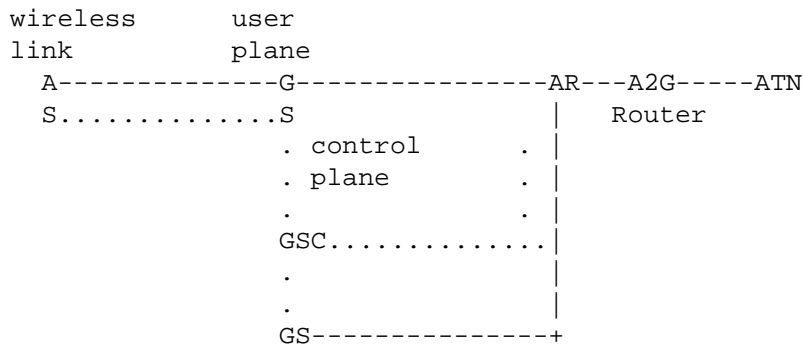 wireless        user
link            plane
  A--------------G----------------AR---A2G-----ATN
  S..............S                 |   Router
                 . control      .  |
                 . plane        .  |
                 .              .  |
                 GSC...............|
                 .                 |
                 .                 |
                 GS----------------+